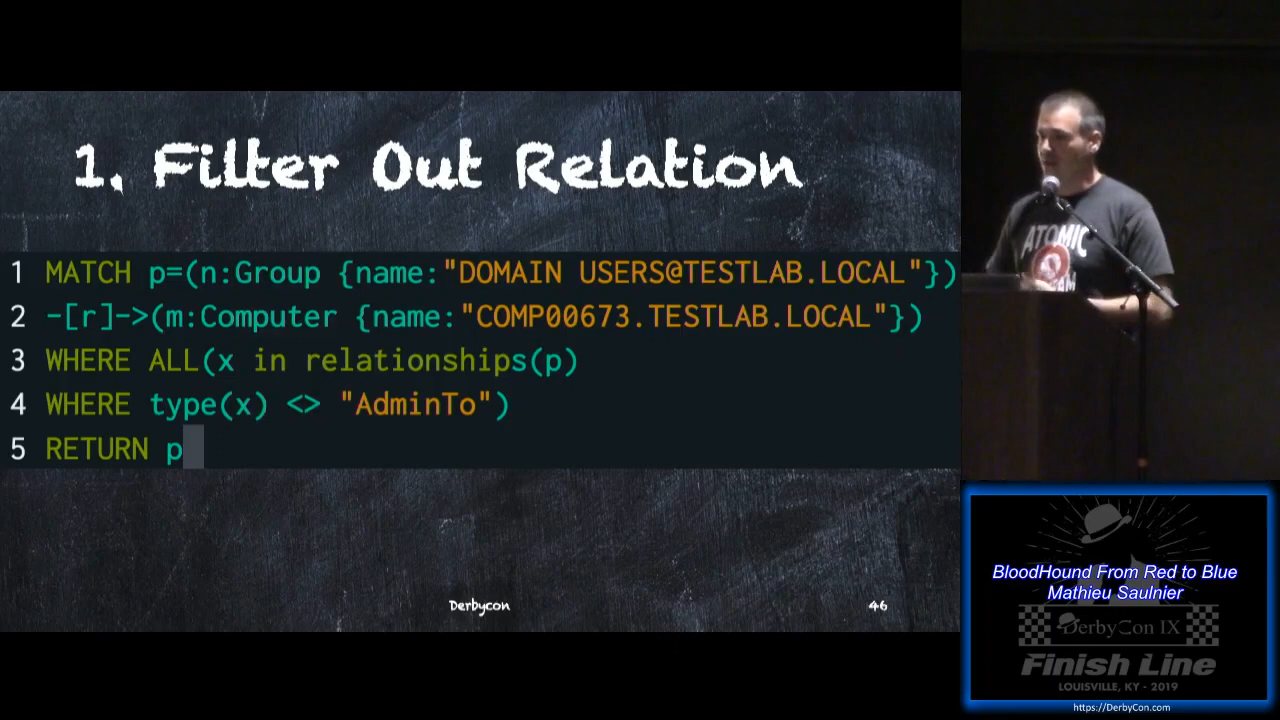 1. Filter Out Relation
1 MATCH p=(n:Group {name:"DOMAIN USERS@TESTLAB.LOCAL"})
2 -[r]->(m:Computer {name:"COMP00673.TESTLAB.LOCAL"})
3 WHERE ALL(x in relationships(p)
4 WHERE type(x) <> "AdminTo")
5 RETURN p
Derbycon
46
ATOMIC
BloodHound From Red to Blue
Mathieu Saulnier
DerbyCon IX
Finish Line
LOUISVILLE, KY - 2019
https://DerbyCon.com